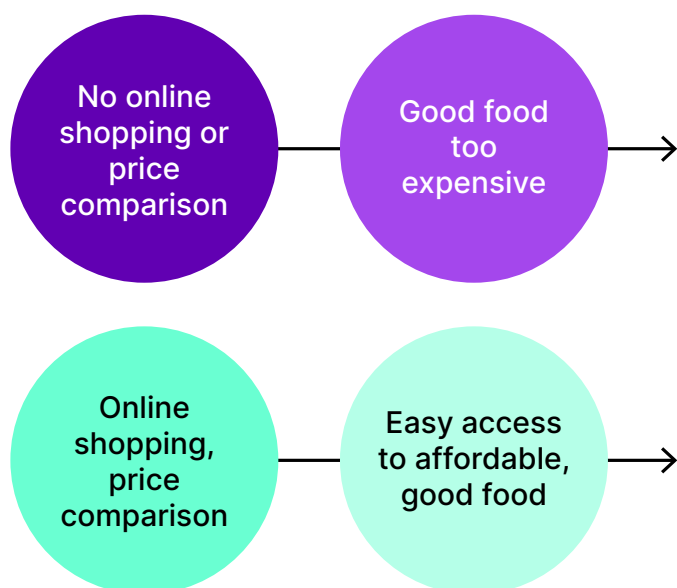 No online
shopping or
price
comparison
Good food
too
expensive
Online
shopping,
price
comparison
Easy access
to affordable,
good food